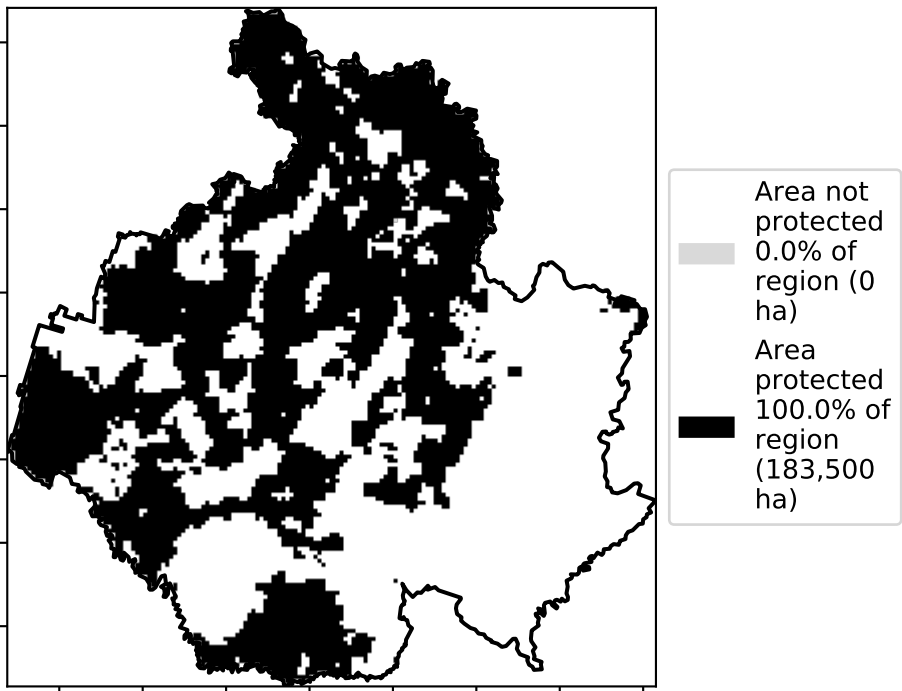 Area not
protected
0.0% of
region (0
ha)
Area
protected
100.0% of
region
(183,500
ha)